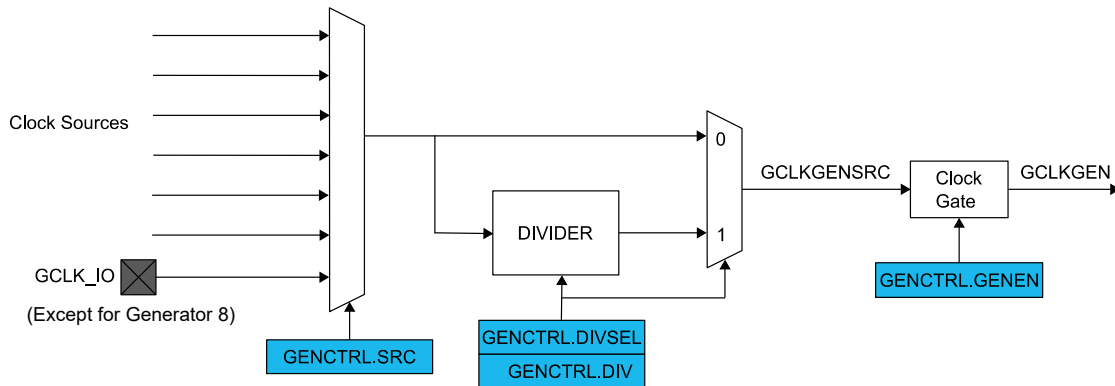 Clock Sources
GCLK_IO
(Except for Generator 8)
GENCTRL.SRC
DIVIDER
GENCTRL.DIVSEL
GENCTRL.DIV
0
1
GCLKGENSRC
Clock
Gate
GCLKGEN
GENCTRL.GENEN